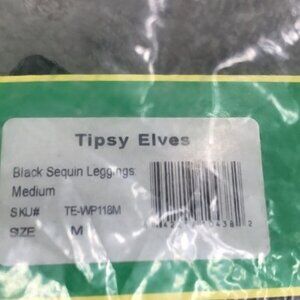 Tipsy Elves
Black Sequin Leggings
Medium
SKU# TE-WP118M
SIZE M